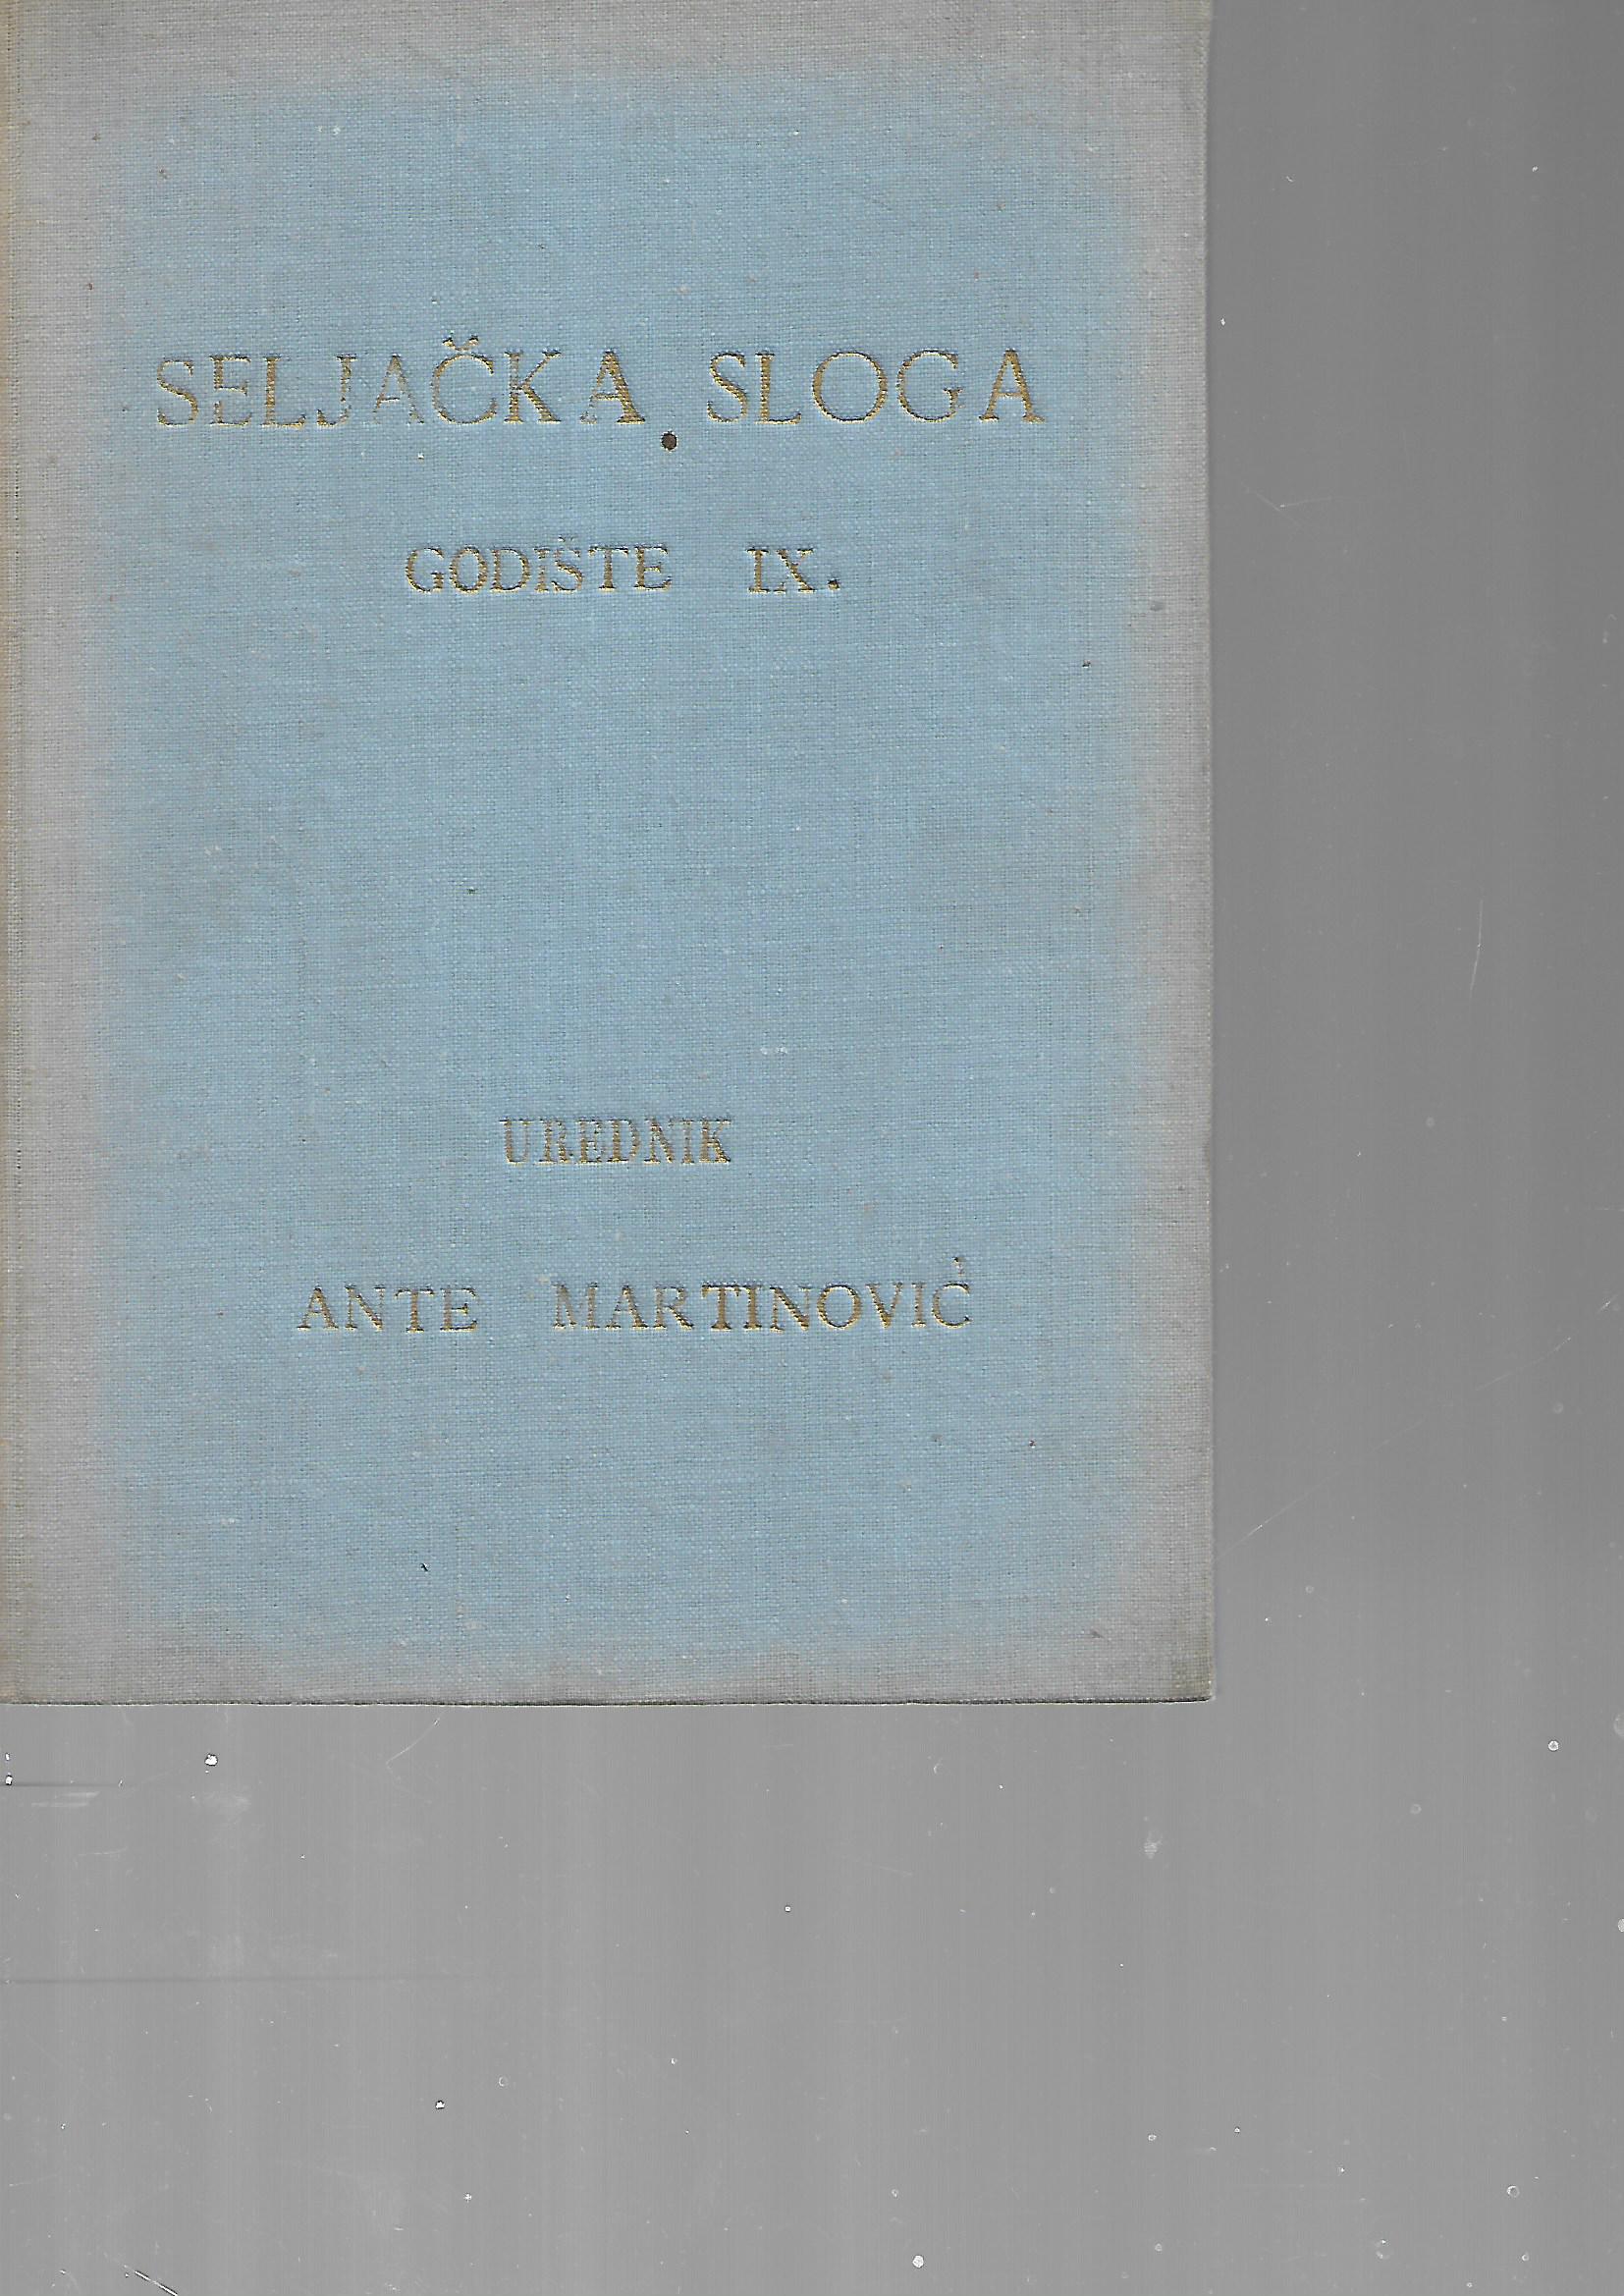 SELJAČKA SLOGA
GODIŠTE IX.
UREDNIK
ANTE MARTINOVIĆ